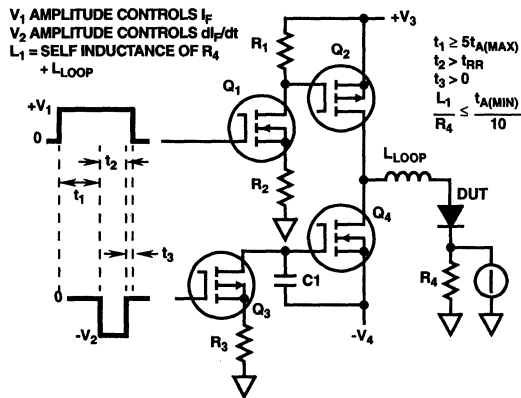 V1 AMPLITUDE CONTROLS IF
V2 AMPLITUDE CONTROLS dIF/dt
L1 = SELF INDUCTANCE OF R4
+ LLOOP
R1
Q2
+V3
t1 ≥ 5tA(MAX)
t2 > tRR
t3 > 0
L1/R4 ≤ tA(MIN)/10
Q1
+V1
0
t2
t1
R2
LLOOP
Q4
DUT
t3
C1
R4
0
-V2
Q3
R3
-V4